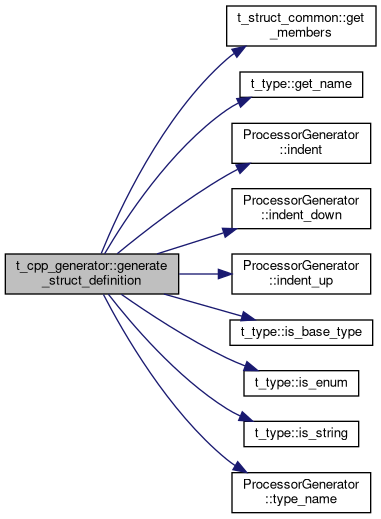 t_struct_common::get
_members
t_type::get_name
ProcessorGenerator
::indent
ProcessorGenerator
::indent_down
t_cpp_generator::generate
_struct_definition
ProcessorGenerator
::indent_up
t_type::is_base_type
t_type::is_enum
t_type::is_string
ProcessorGenerator
::type_name